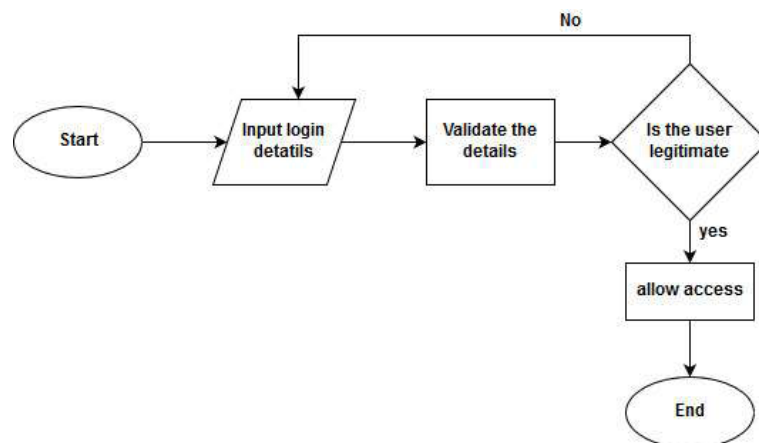 No
Start
Input login
detatils
Validate the
details
Is the user
legitimate
yes
allow access
End